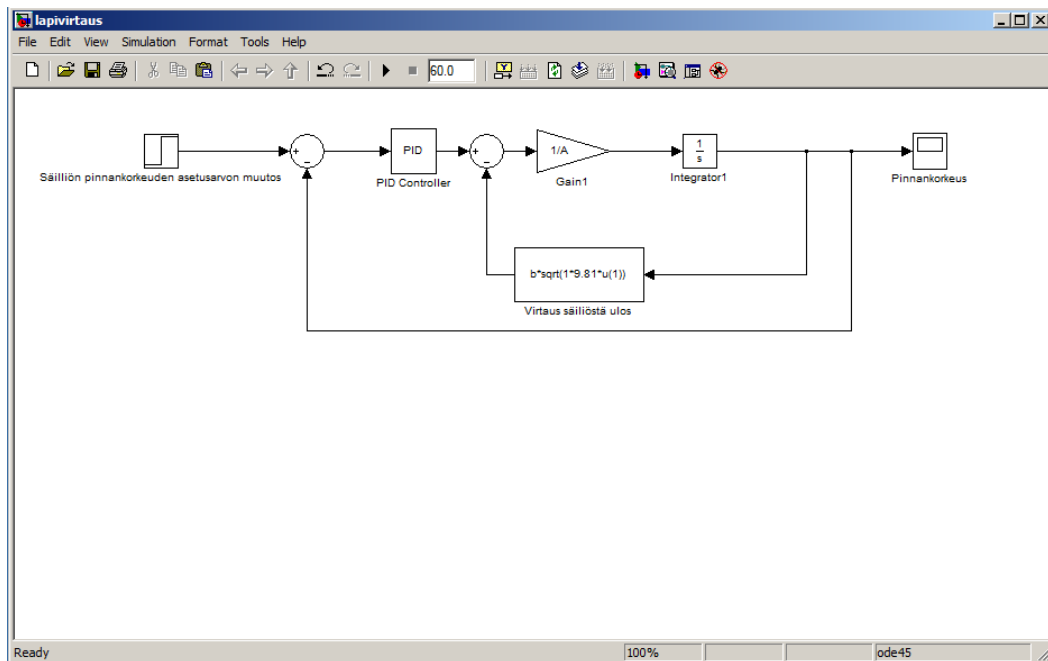 lapivirtaus
File Edit View Simulation Format Tools Help
60.0
+
−
PID
+
−
1/A
1
s
Säilliön pinnankorkeuden asetusarvon muutos
PID Controller
Gain1
Integrator1
Pinnankorkeus
b*sqrt(1*9.81*u(1))
Virtaus säiliöstä ulos
Ready 100% ode45